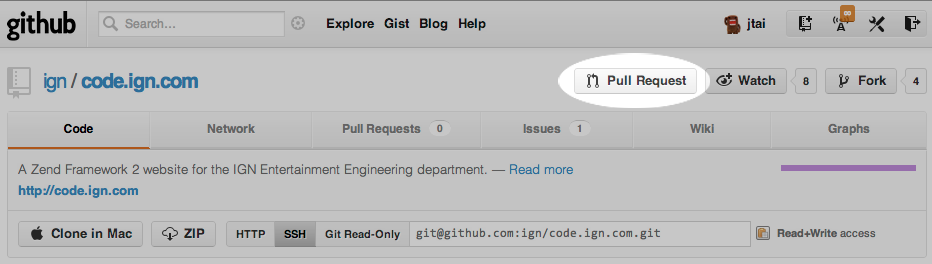 github Search... Explore Gist Blog Help jtai
ign / code.ign.com Pull Request Watch 8 Fork 4
Code Network Pull Requests 0 Issues 1 Wiki Graphs
A Zend Framework 2 website for the IGN Entertainment Engineering department. — Read more
http://code.ign.com
Clone in Mac ZIP HTTP SSH Git Read-Only git@github.com:ign/code.ign.com.git Read+Write access